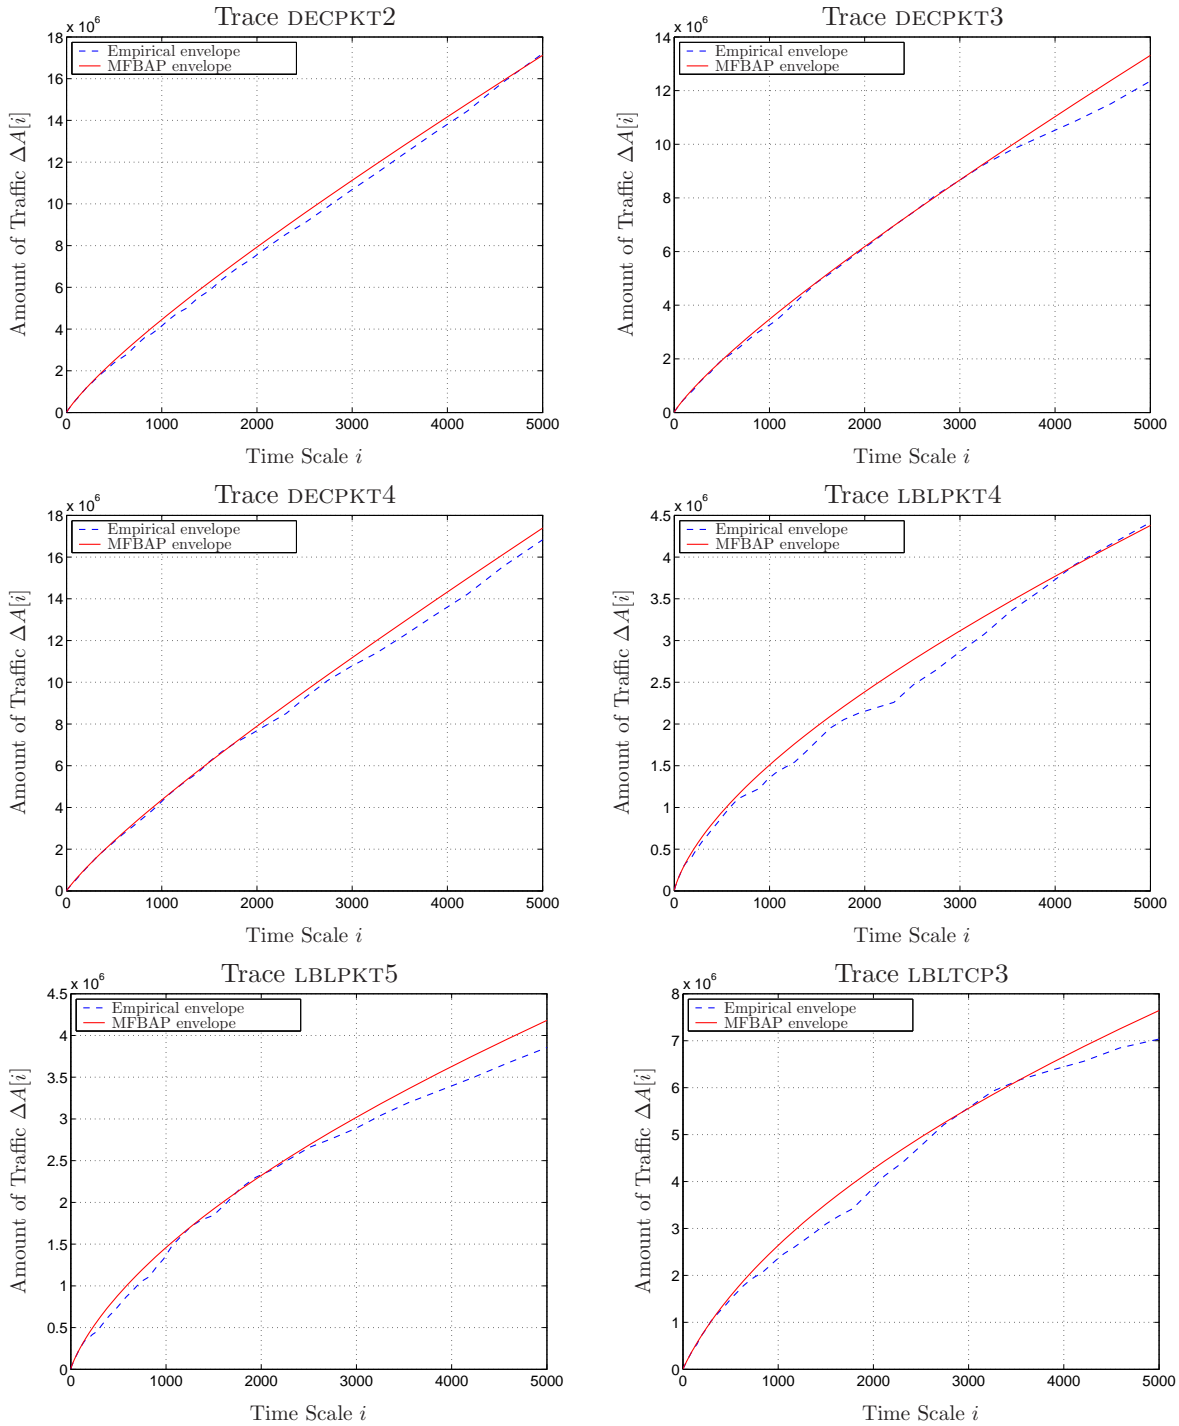 Trace DECPKT2
x 10^6
18
16
14
12
10
8
6
4
2
0
Amount of Traffic ΔA[i]
Empirical envelope
MFBAP envelope
0 1000 2000 3000 4000 5000
Time Scale i
Trace DECPKT3
x 10^6
14
12
10
8
6
4
2
0
Amount of Traffic ΔA[i]
Empirical envelope
MFBAP envelope
0 1000 2000 3000 4000 5000
Time Scale i
Trace DECPKT4
x 10^6
18
16
14
12
10
8
6
4
2
0
Amount of Traffic ΔA[i]
Empirical envelope
MFBAP envelope
0 1000 2000 3000 4000 5000
Time Scale i
Trace LBLPKT4
x 10^6
4.5
4
3.5
3
2.5
2
1.5
1
0.5
0
Amount of Traffic ΔA[i]
Empirical envelope
MFBAP envelope
0 1000 2000 3000 4000 5000
Time Scale i
Trace LBLPKT5
x 10^6
4.5
4
3.5
3
2.5
2
1.5
1
0.5
0
Amount of Traffic ΔA[i]
Empirical envelope
MFBAP envelope
0 1000 2000 3000 4000 5000
Time Scale i
Trace LBLTCP3
x 10^6
8
7
6
5
4
3
2
1
0
Amount of Traffic ΔA[i]
Empirical envelope
MFBAP envelope
0 1000 2000 3000 4000 5000
Time Scale i